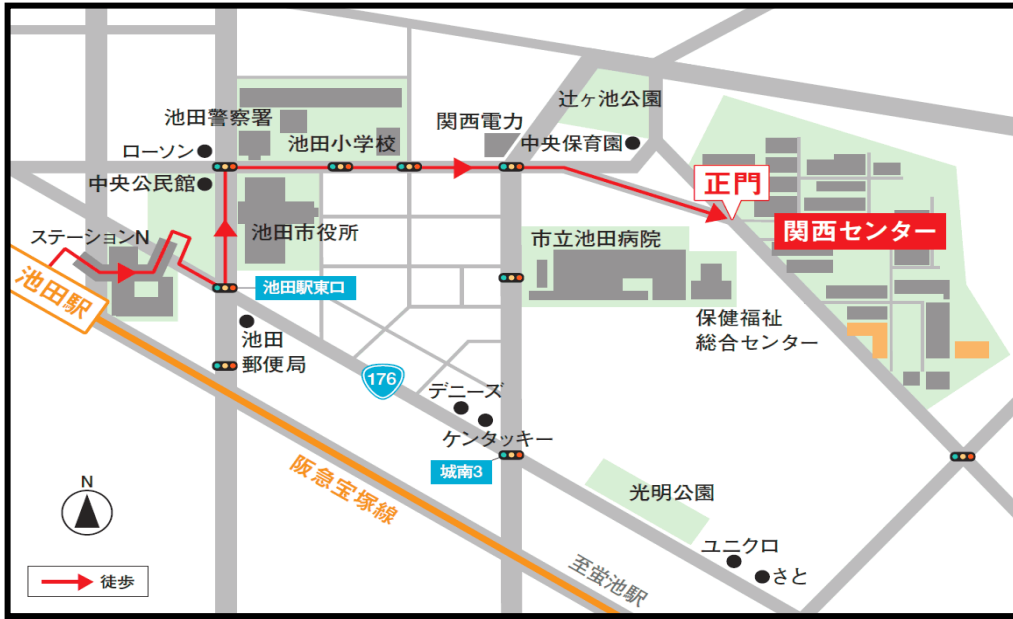 辻ヶ池公園
池田警察署
関西電力
池田小学校
中央保育園
ローソン
中央公民館
正門
ステーションN
池田市役所
市立池田病院
関西センター
池田駅
池田駅東口
保健福祉
総合センター
池田
郵便局
176
デニーズ
ケンタッキー
城南3
阪急宝塚線
光明公園
N
ユニクロ
さと
至蛍池駅
徒歩